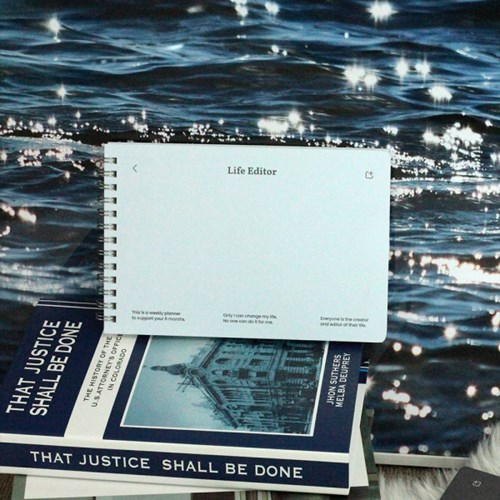 Life Editor
This is a weekly planner
to support your 6 months.
Only I can change my life.
No one can do it for me.
Everyone is the creator
and editor of their life.
THAT JUSTICE
SHALL BE DONE
THE HISTORY OF THE
U.S. ATTORNEY'S OFFICE
IN COLORADO
JHON SUTHERS
MELBA DEUPREY
THAT JUSTICE SHALL BE DONE